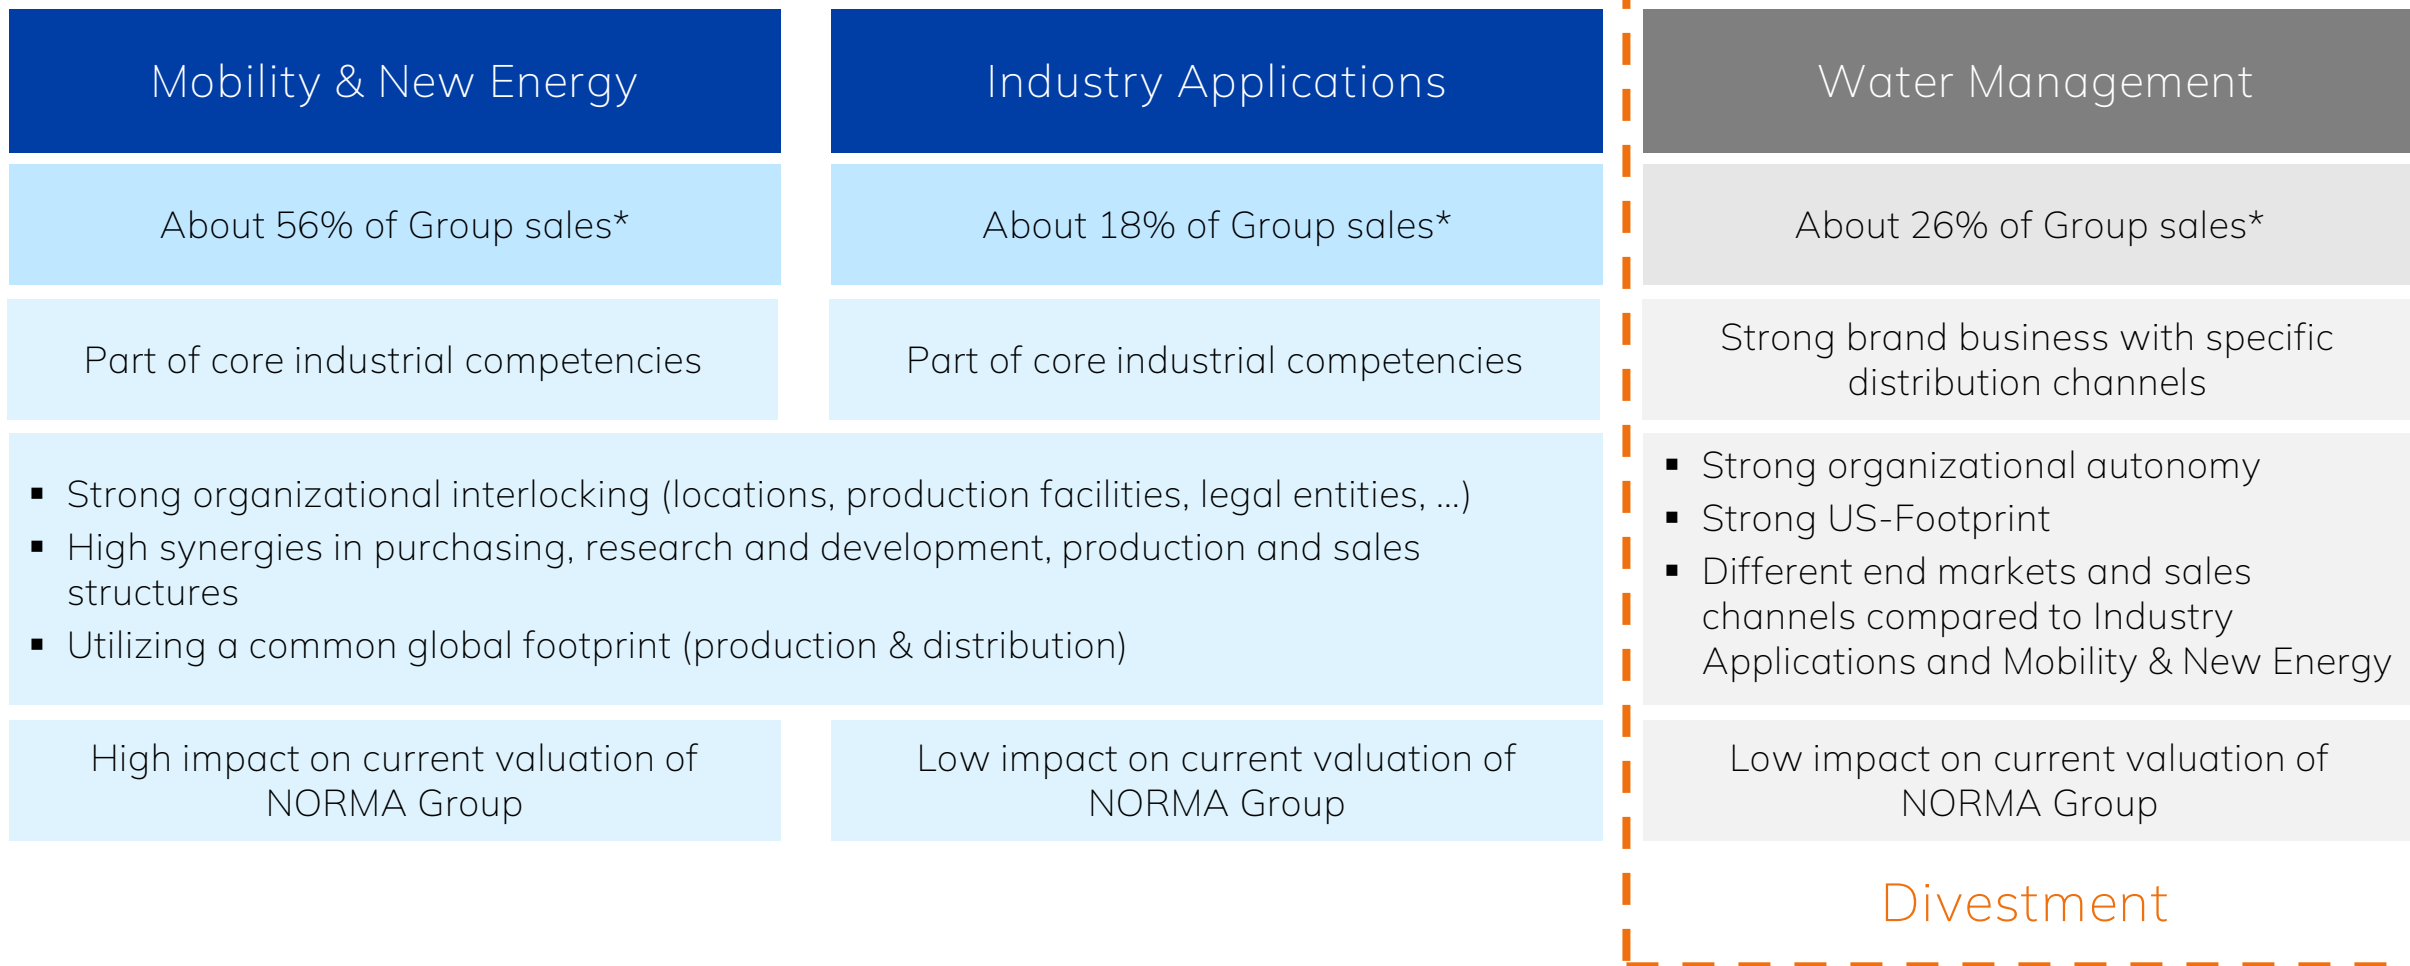 Mobility & New Energy
Industry Applications
Water Management
About 56% of Group sales*
About 18% of Group sales*
About 26% of Group sales*
Part of core industrial competencies
Part of core industrial competencies
Strong brand business with specific
distribution channels
▪ Strong organizational interlocking (locations, production facilities, legal entities, ...)
▪ High synergies in purchasing, research and development, production and sales
structures
▪ Utilizing a common global footprint (production & distribution)
▪ Strong organizational autonomy
▪ Strong US-Footprint
▪ Different end markets and sales
channels compared to Industry
Applications and Mobility & New Energy
High impact on current valuation of
NORMA Group
Low impact on current valuation of
NORMA Group
Low impact on current valuation of
NORMA Group
Divestment